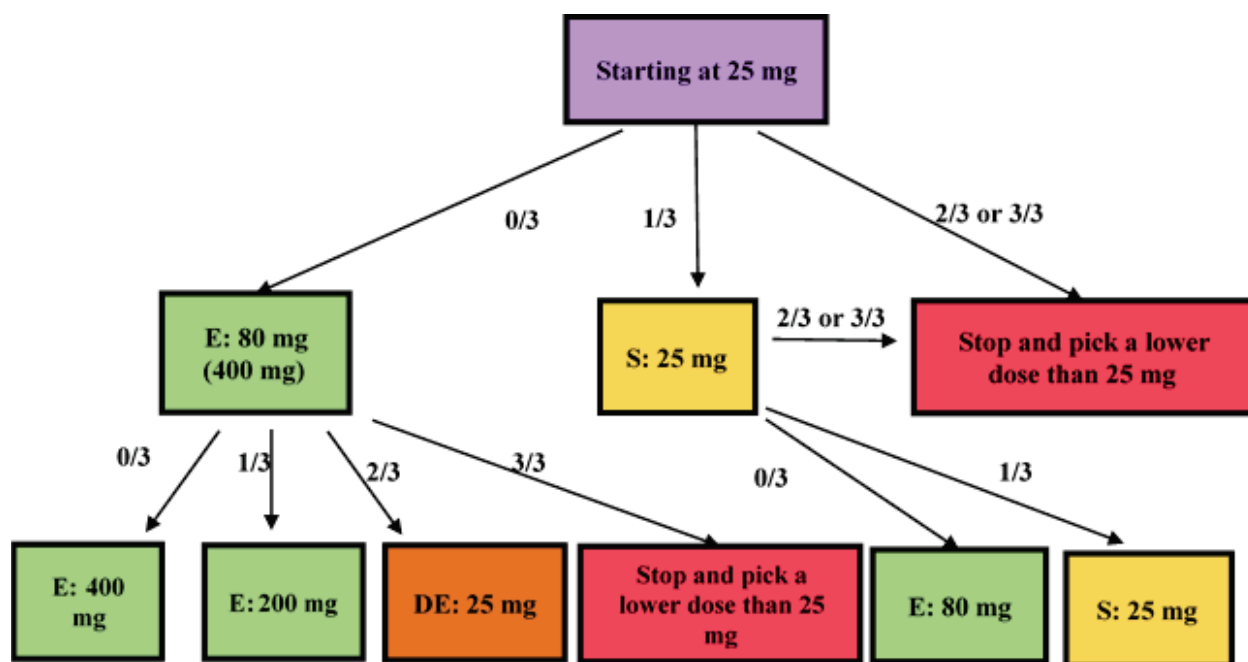 Starting at 25 mg
0/3
1/3
2/3 or 3/3
E: 80 mg
(400 mg)
S: 25 mg
2/3 or 3/3
Stop and pick a lower
dose than 25 mg
0/3
1/3
2/3
3/3
0/3
1/3
E: 400
mg
E: 200 mg
DE: 25 mg
Stop and pick a
lower dose than 25
mg
E: 80 mg
S: 25 mg